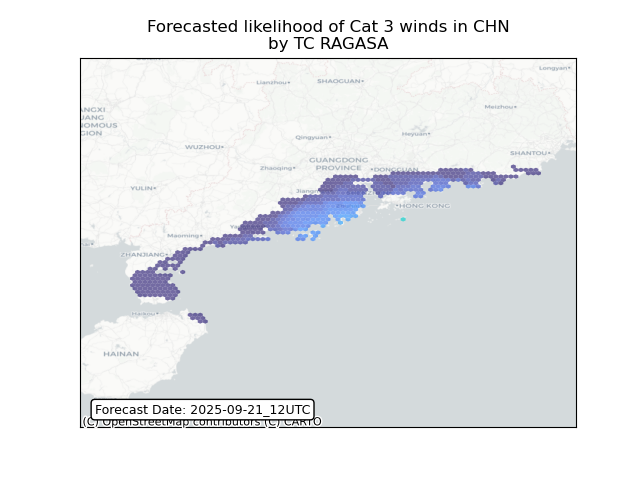 Forecasted likelihood of Cat 3 winds in CHN
by TC RAGASA
Longyan
Lianzhou
SHAOGUAN
Meizhou
ANGXI
UANG
NOMOUS
GION
Heyuan
Qingyuan
WUZHOU
SHANTOU
GUANGDONG
PROVINCE
Zhaoqing
DONGGUAN
YULIN
Jiangm
HONG KONG
Maoming
ZHANJIANG
Haikou
HAINAN
Forecast Date: 2025-09-21_12UTC
(C) OpenStreetMap contributors (C) CARTO